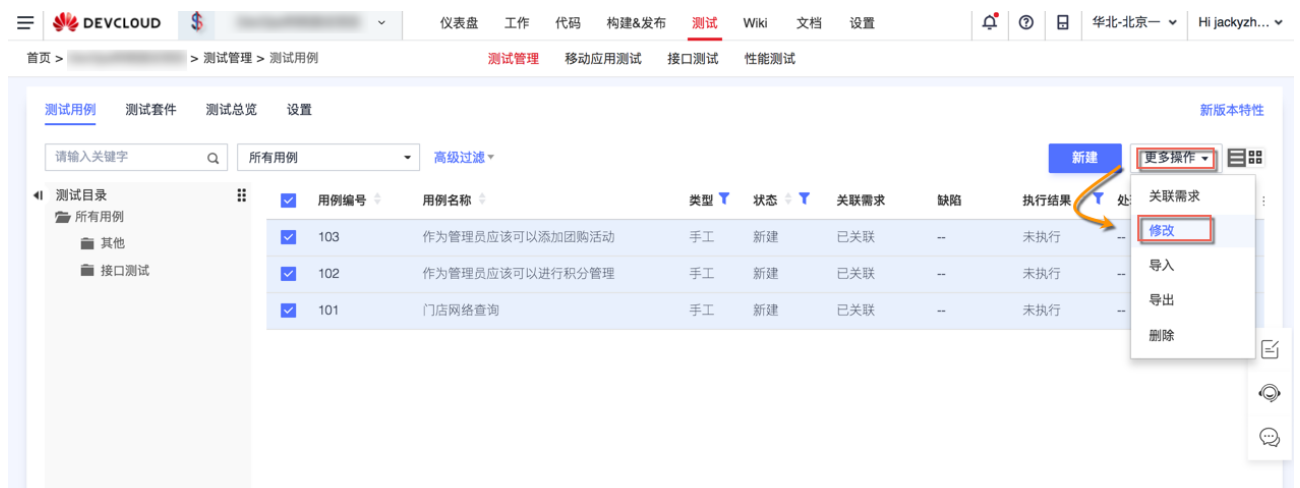 DEVCLOUD 仪表盘 工作 代码 构建&发布 测试 Wiki 文档 设置 华北-北京一 Hi jackyzh...
首页 > > 测试管理 > 测试用例 测试管理 移动应用测试 接口测试 性能测试
测试用例 测试套件 测试总览 设置 新版本特性
请输入关键字 所有用例 高级过滤 新建 更多操作
测试目录 用例编号 用例名称 类型 状态 关联需求 缺陷 执行结果 关联需求
所有用例
其他 103 作为管理员应该可以添加团购活动 手工 新建 已关联 -- 未执行 -- 修改
接口测试 102 作为管理员应该可以进行积分管理 手工 新建 已关联 -- 未执行 -- 导入
101 门店网络查询 手工 新建 已关联 -- 未执行 -- 导出
删除